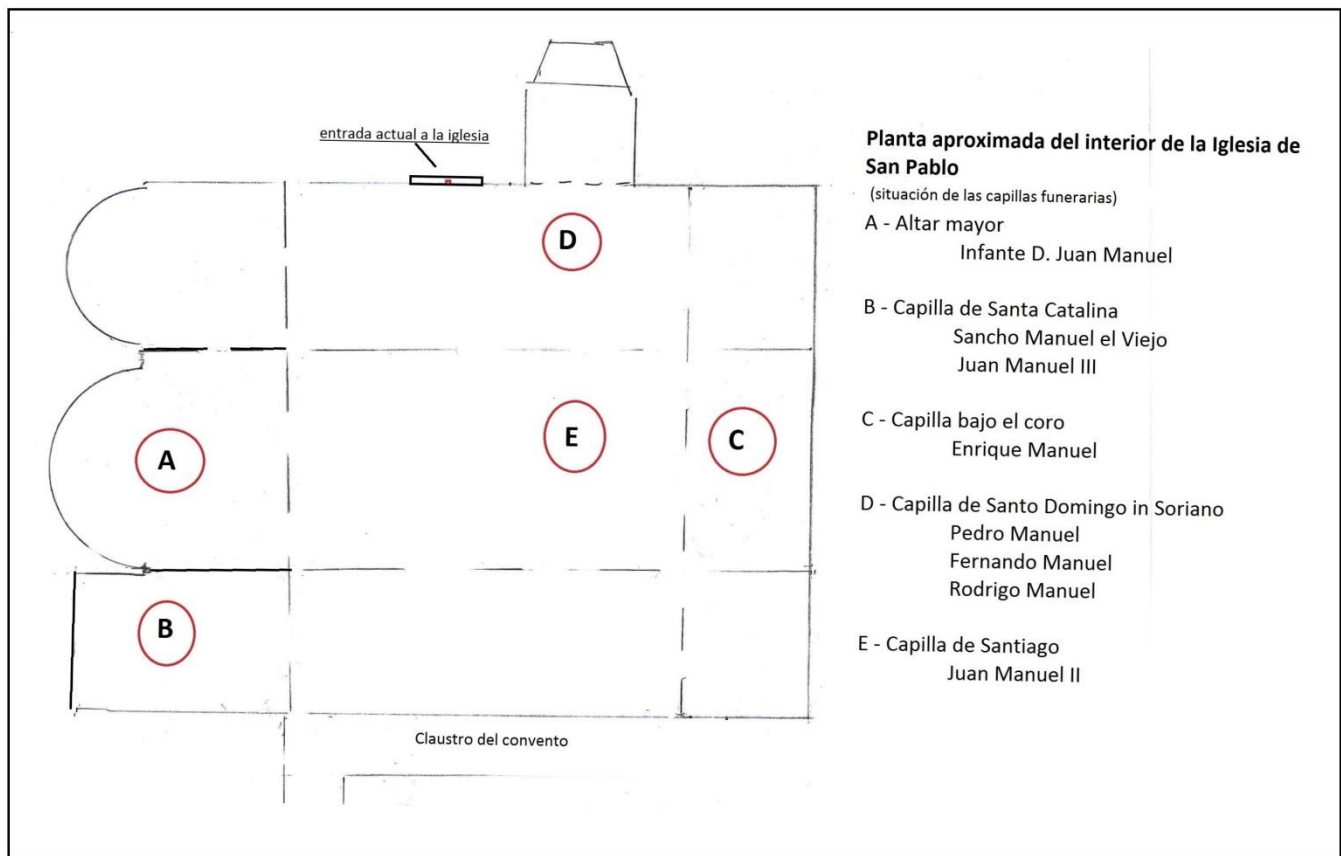 entrada actual a la iglesia
D
A
E
C
B
Claustro del convento
Planta aproximada del interior de la Iglesia de
San Pablo
(situación de las capillas funerarias)
A - Altar mayor
Infante D. Juan Manuel
B - Capilla de Santa Catalina
Sancho Manuel el Viejo
Juan Manuel III
C - Capilla bajo el coro
Enrique Manuel
D - Capilla de Santo Domingo in Soriano
Pedro Manuel
Fernando Manuel
Rodrigo Manuel
E - Capilla de Santiago
Juan Manuel II